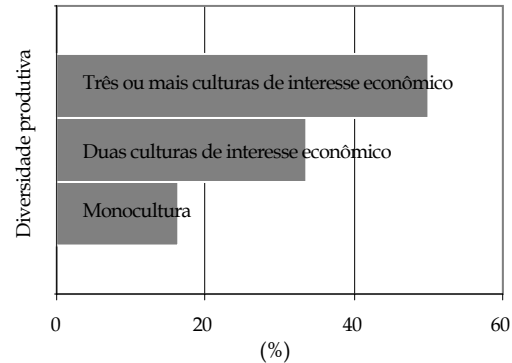 Diversidade produtiva
Três ou mais culturas de interesse econômico
Duas culturas de interesse econômico
Monocultura
0 20 40 60
(%)